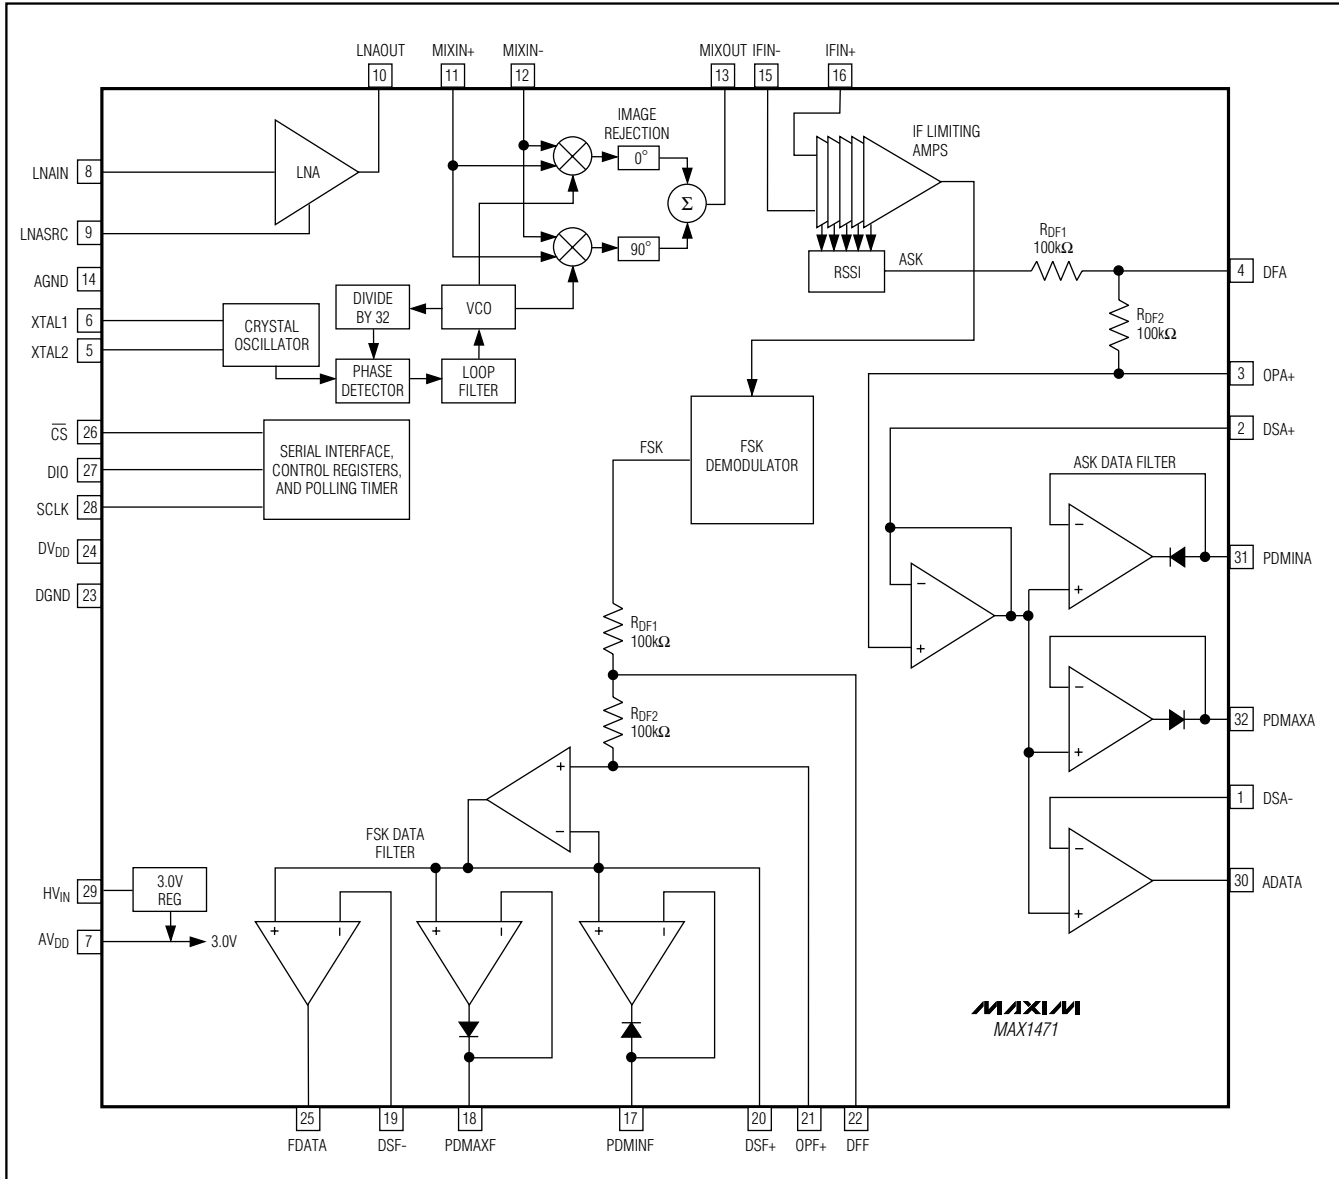 LNAOUT MIXIN+ MIXIN- MIXOUT IFIN- IFIN+
10 11 12 13 15 16
IMAGE
REJECTION
0°
90°
Σ
IF LIMITING
AMPS
LNAIN 8
LNA
LNASRC 9
AGND 14
XTAL1 6
XTAL2 5
CRYSTAL
OSCILLATOR
DIVIDE
BY 32
VCO
PHASE
DETECTOR
LOOP
FILTER
RSSI
ASK
RDF1
100kΩ
4 DFA
RDF2
100kΩ
3 OPA+
2 DSA+
C̅S̅ 26
DIO 27
SCLK 28
SERIAL INTERFACE,
CONTROL REGISTERS,
AND POLLING TIMER
FSK
FSK
DEMODULATOR
ASK DATA FILTER
−
+
−
+
31 PDMINA
DVDD 24
DGND 23
RDF1
100kΩ
RDF2
100kΩ
−
+
32 PDMAXA
1 DSA-
−
+
30 ADATA
+
−
FSK DATA
FILTER
HVIN 29
3.0V
REG
AVDD 7
3.0V
+ −
+ −
+ −
MAXIM
MAX1471
25 19 18 17 20 21 22
FDATA DSF- PDMAXF PDMINF DSF+ OPF+ DFF